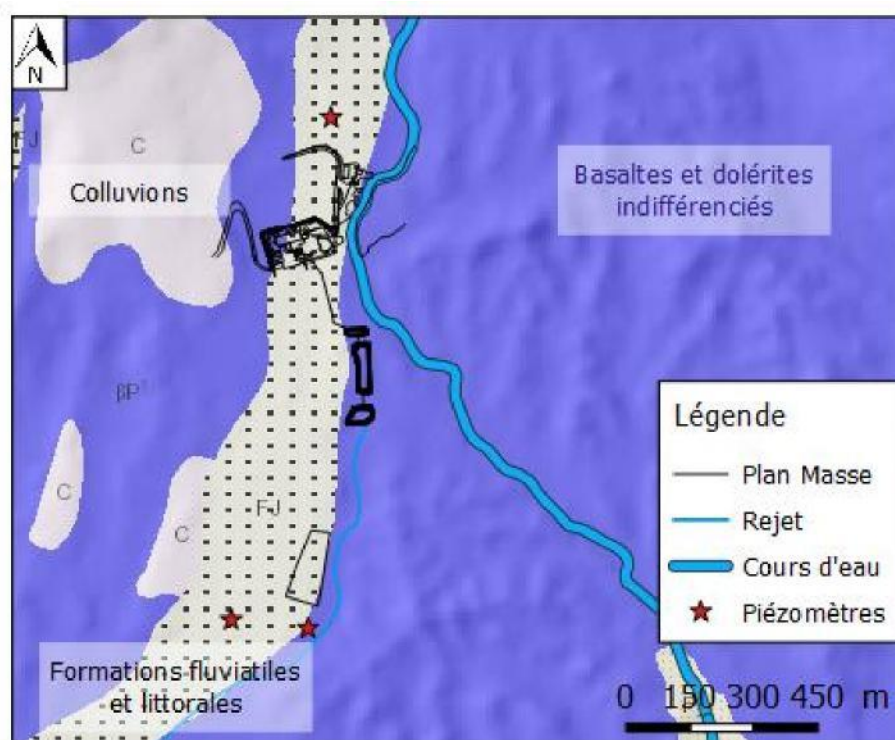 N
FJ
C
Colluvions
Basaltes et dolérites
indifférenciés
βP¹
C
FJ
C
Formations fluviatiles
et littorales
Légende
Plan Masse
Rejet
Cours d'eau
Piézomètres
0 150 300 450 m